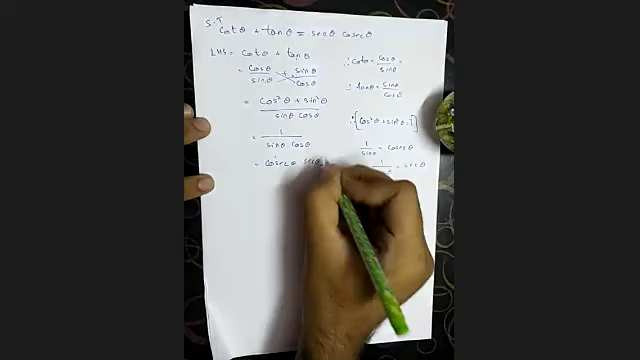 S.T
cotθ + tanθ = secθ cosecθ
LHS = cotθ + tanθ
= cosθ/sinθ + sinθ/cosθ
= cos²θ + sin²θ / sinθ cosθ
= 1 / sinθ cosθ
= cosecθ secθ
∵ cotθ = cosθ/sinθ =
∵ tanθ = sinθ/cosθ
∵ [cos²θ + sin²θ = 1]
1/sinθ = cosecθ
= secθ